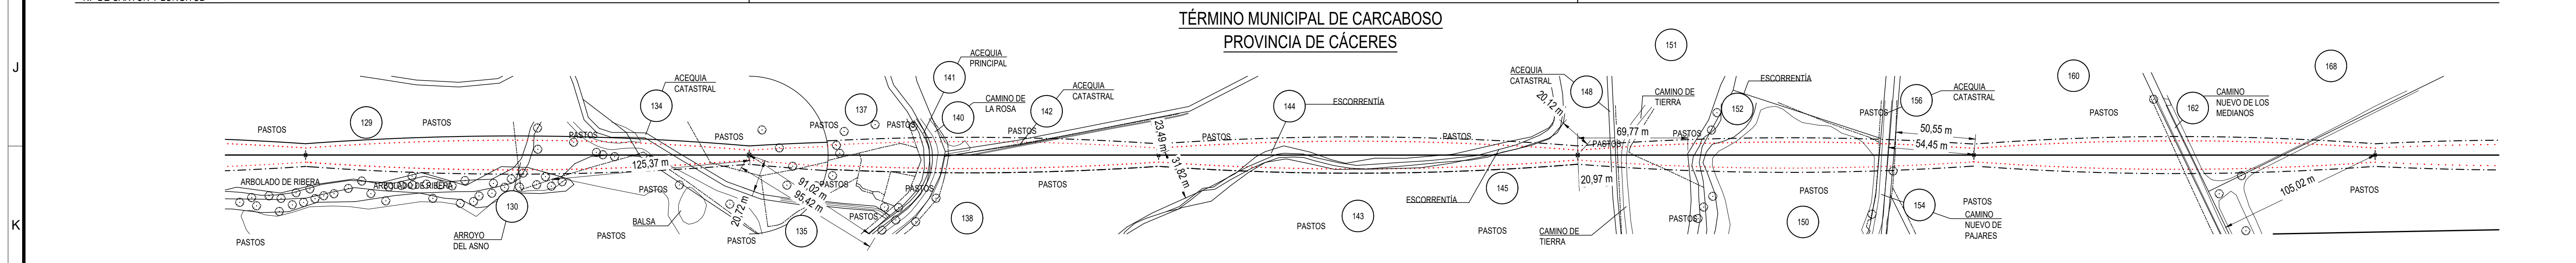 TÉRMINO MUNICIPAL DE CARCABOSO
PROVINCIA DE CÁCERES
J
K
129
PASTOS
PASTOS
PASTOS
ARBOLADO DE RIBERA
ARBOLADO DE RIBERA
PASTOS
130
ARROYO
DEL ASNO
PASTOS
134
ACEQUIA
CATASTRAL
125,37 m
PASTOS
PASTOS
BALSA
PASTOS
20,72 m
91,02 m
95,42 m
135
137
PASTOS
PASTOS
PASTOS
PASTOS
PASTOS
141
ACEQUIA
PRINCIPAL
140
CAMINO DE
LA ROSA
138
142
ACEQUIA
CATASTRAL
PASTOS
PASTOS
23,49 m
31,82 m
PASTOS
144
ESCORRENTÍA
PASTOS
143
PASTOS
ESCORRENTÍA
145
PASTOS
ACEQUIA
CATASTRAL
148
20,12 m
20,97 m
69,77 m
PASTOS
CAMINO DE
TIERRA
CAMINO DE
TIERRA
151
PASTOS
152
ESCORRENTÍA
PASTOS
PASTOS
150
PASTOS
156
ACEQUIA
CATASTRAL
50,55 m
54,45 m
154
PASTOS
CAMINO
NUEVO DE
PAJARES
160
PASTOS
162
CAMINO
NUEVO DE LOS
MEDIANOS
105,02 m
168
PASTOS